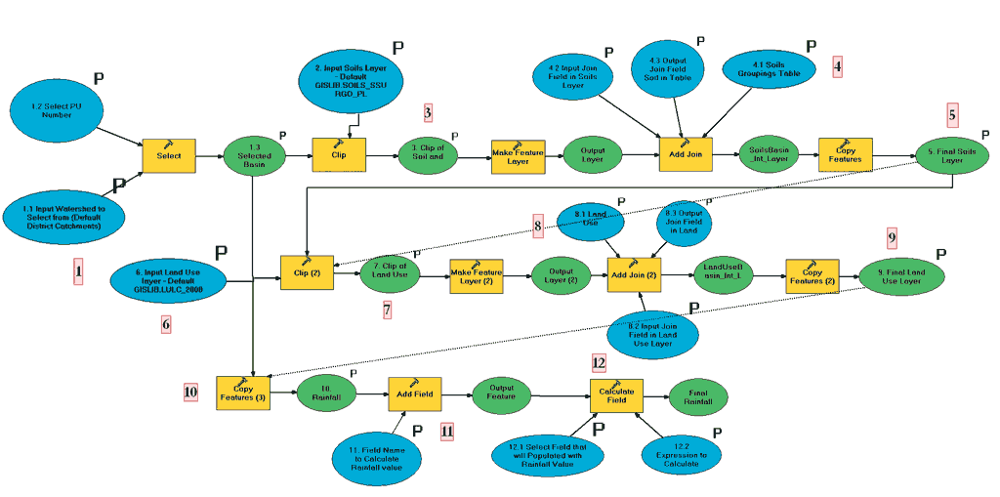 1.2 Select PU
Number
P
1.1 Input Watershed to
Select from (Default
District Catchments)
P
1
Select
1.3
Selected
Basin
P
2. Input Soils Layer
- Default
GISLIB.SOILS_SSU
RGO_PL
P
Clip
3
3. Clip of
Soil and
P
Make Feature
Layer
Output
Layer
4.2 Input Join
Field in Soils
Layer
P
4.3 Output
Join Field
Soil in Table
P
4.1 Soils
Groupings Table
P
4
Add Join
SoilsBasin
_Int_Layer
Copy
Features
5
5. Final Soils
Layer
P
6. Input Land Use
layer - Default
GISLIB.LULC_2000
P
6
Clip (2)
7. Clip of
Land Use
P
7
Make Feature
Layer (2)
Output
Layer (2)
8
8.1 Land
Use
P
8.3 Output
Join Field
in Land
P
Add Join (2)
8.2 Input Join
Field in Land
Use Layer
P
LandUseB
asin_Int_L
Copy
Features (2)
9
9. Final Land
Use Layer
P
10
Copy
Features (3)
10.
Rainfall
P
Add Field
11. Field Name
to Calculate
Rainfall value
P
11
Output
Feature
12
Calculate
Field
12.1 Select Field that
will Populated with
Rainfall Value
P
12.2
Expression to
Calculate
P
Final
Rainfall